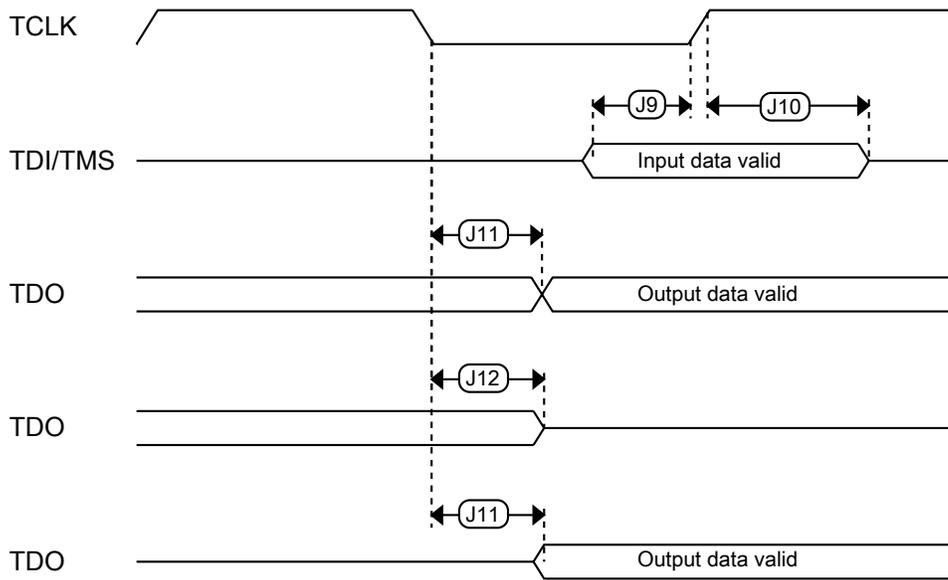 TCLK
J9
J10
TDI/TMS
Input data valid
J11
TDO
Output data valid
J12
TDO
J11
TDO
Output data valid